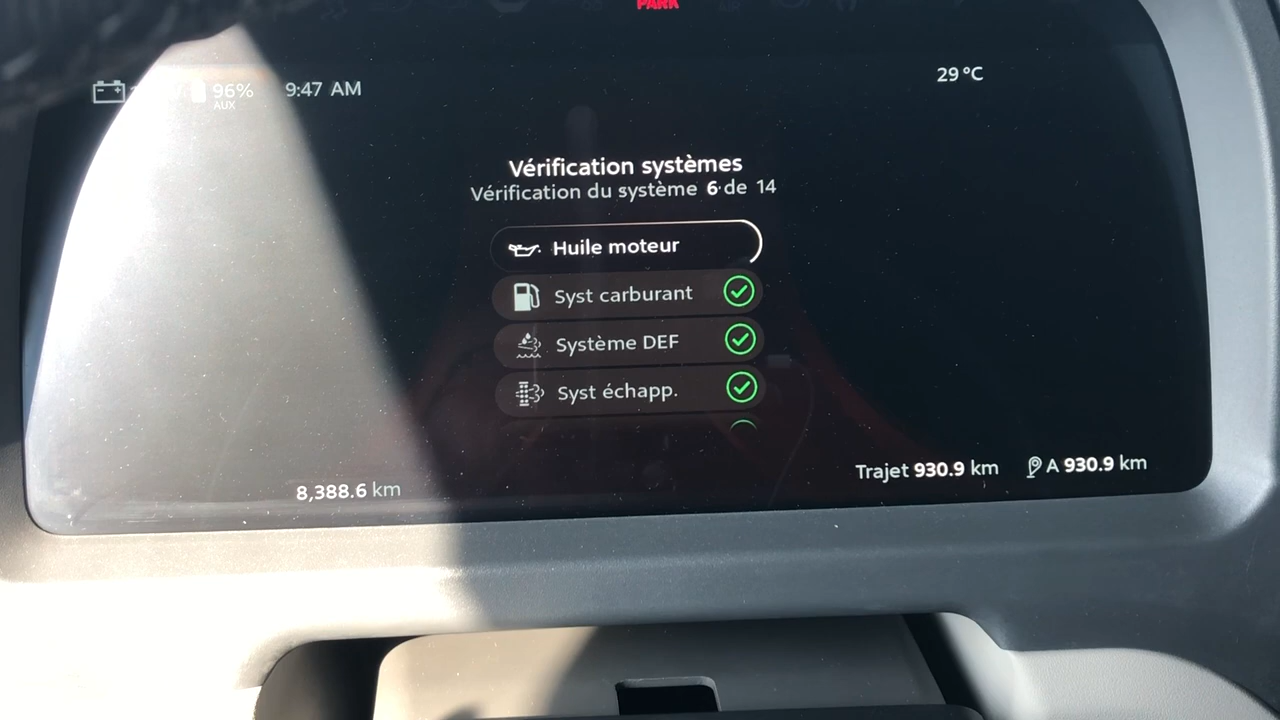 PARK
96%
AUX
9:47 AM
29 °C
Vérification systèmes
Vérification du système 6 de 14
Huile moteur
Syst carburant
Système DEF
Syst échapp.
Trajet 930.9 km
A 930.9 km
8,388.6 km